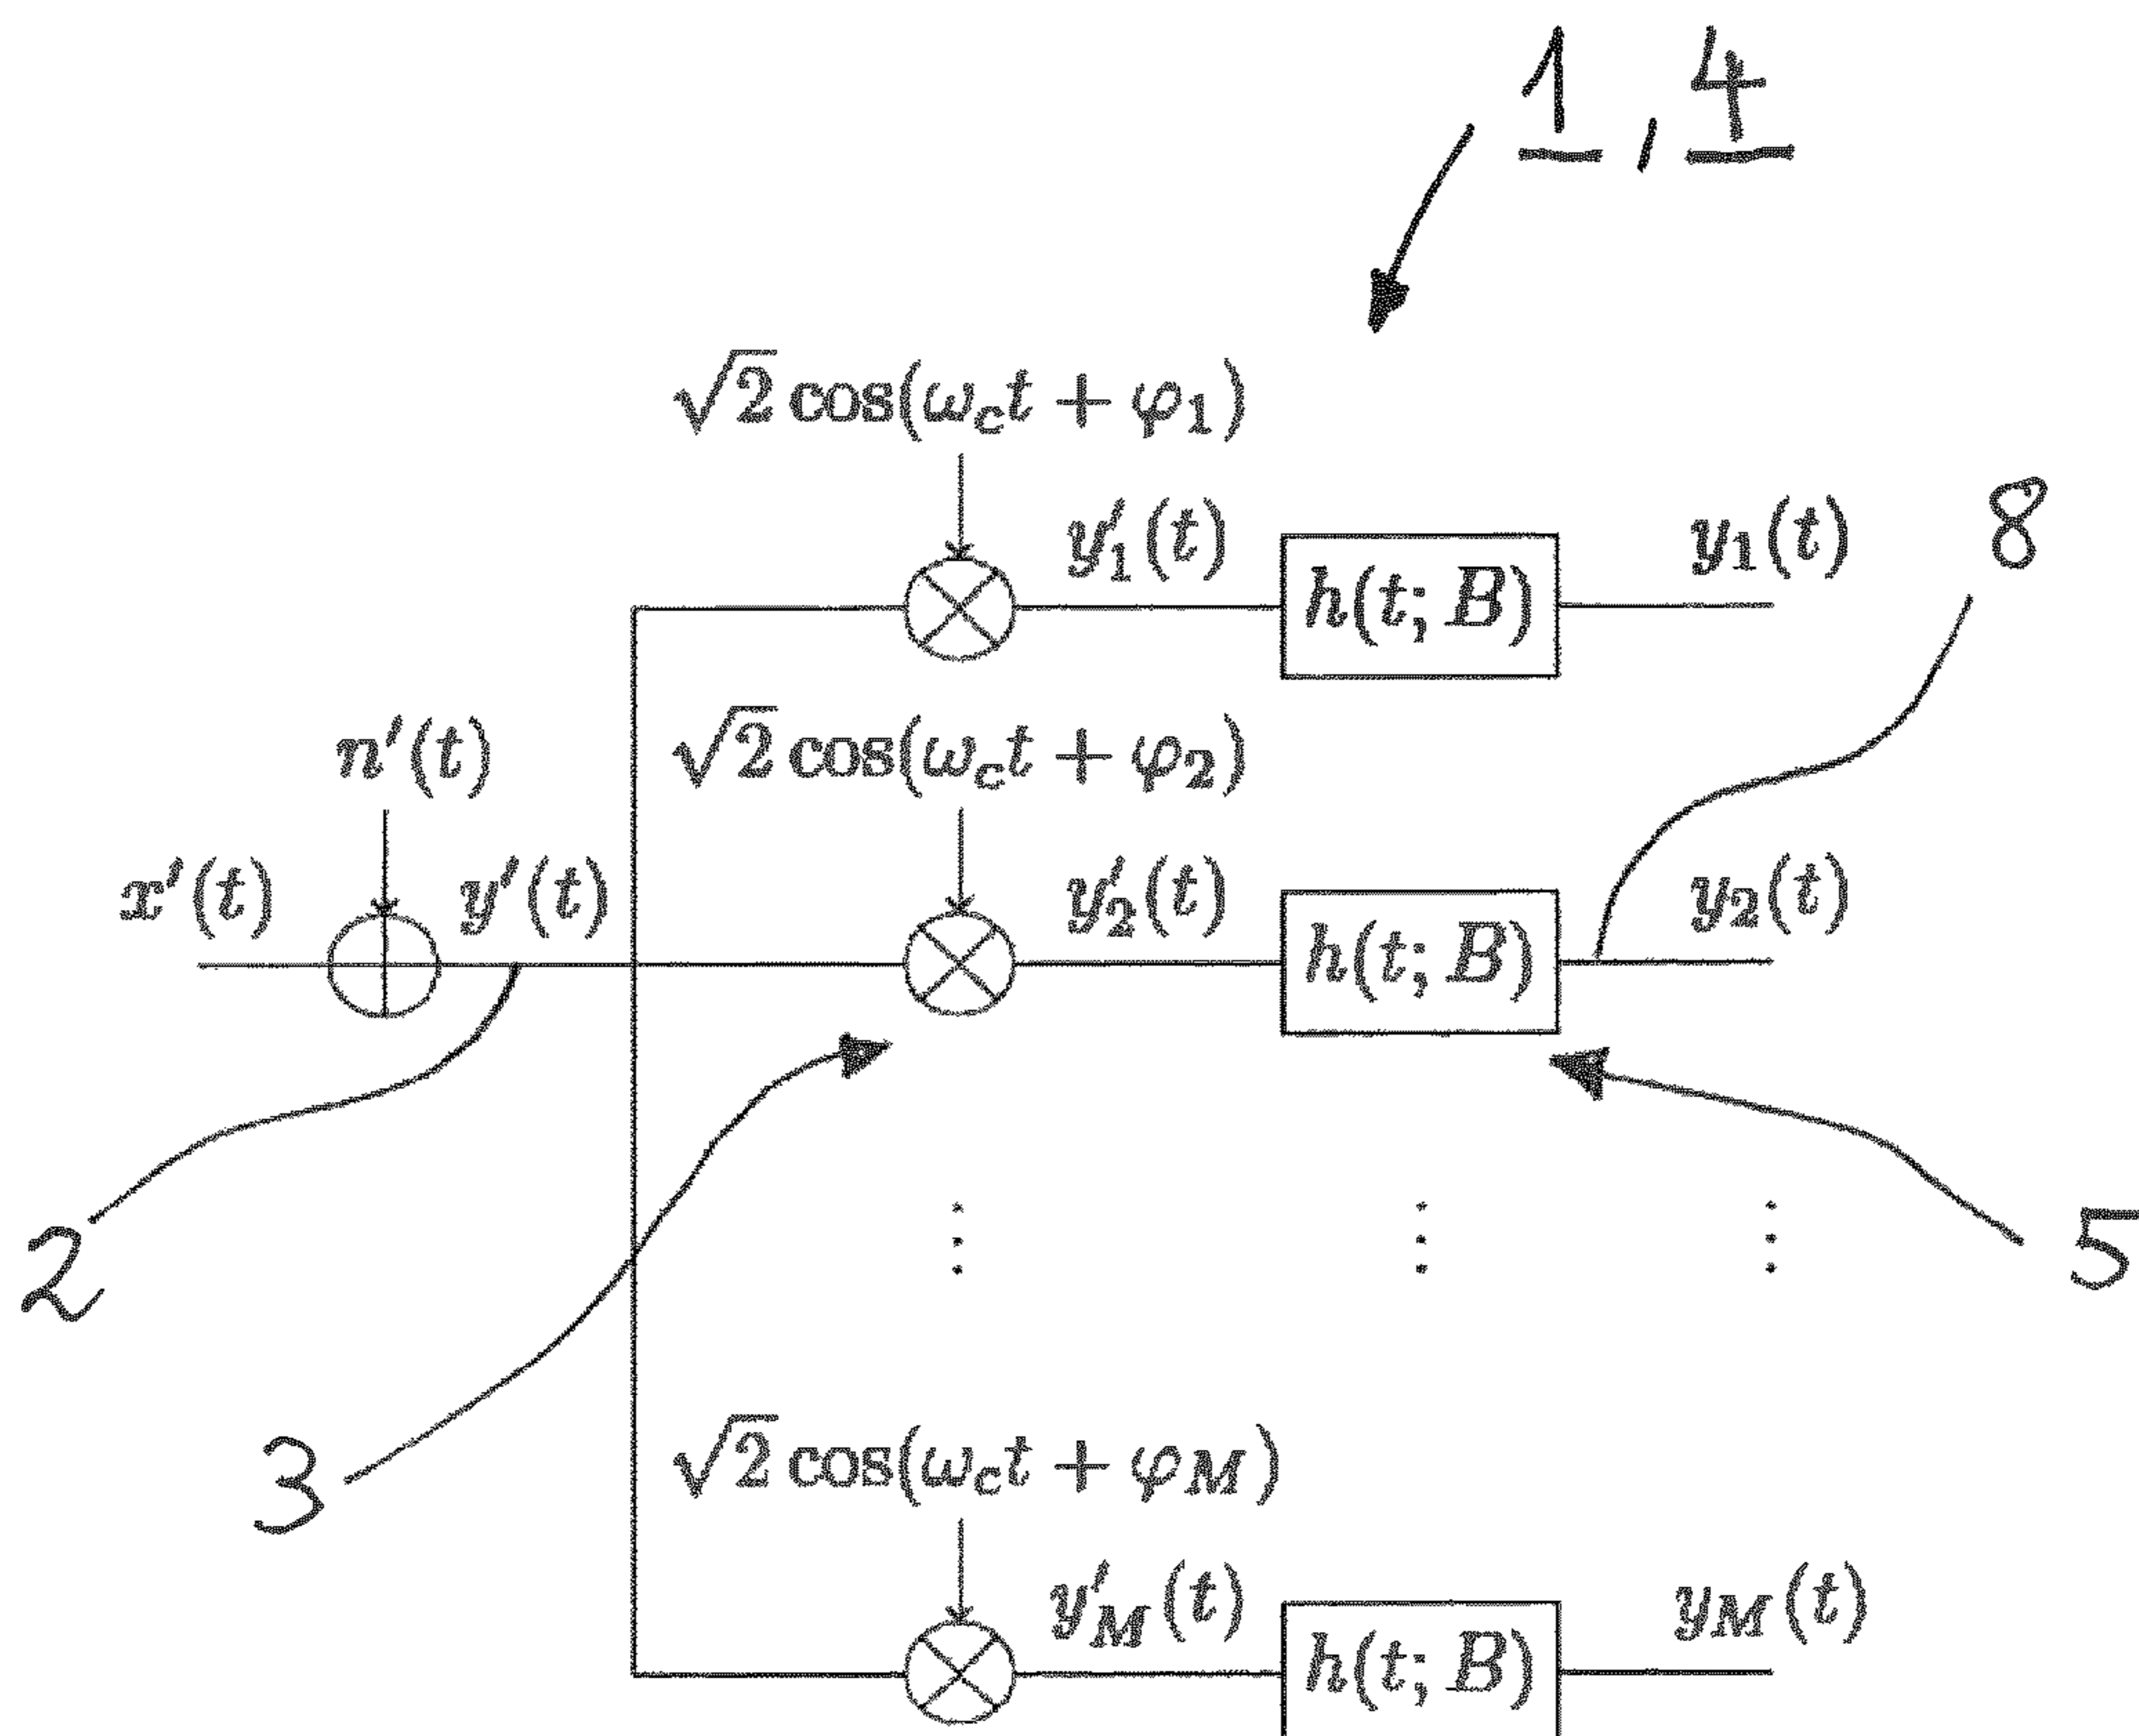 1, 4
√2 cos(ω_c t + φ_1)
y'_1(t)
h(t; B)
y_1(t)
8
n'(t)
√2 cos(ω_c t + φ_2)
x'(t)
y'(t)
y'_2(t)
h(t; B)
y_2(t)
2
3
5
√2 cos(ω_c t + φ_M)
y'_M(t)
h(t; B)
y_M(t)